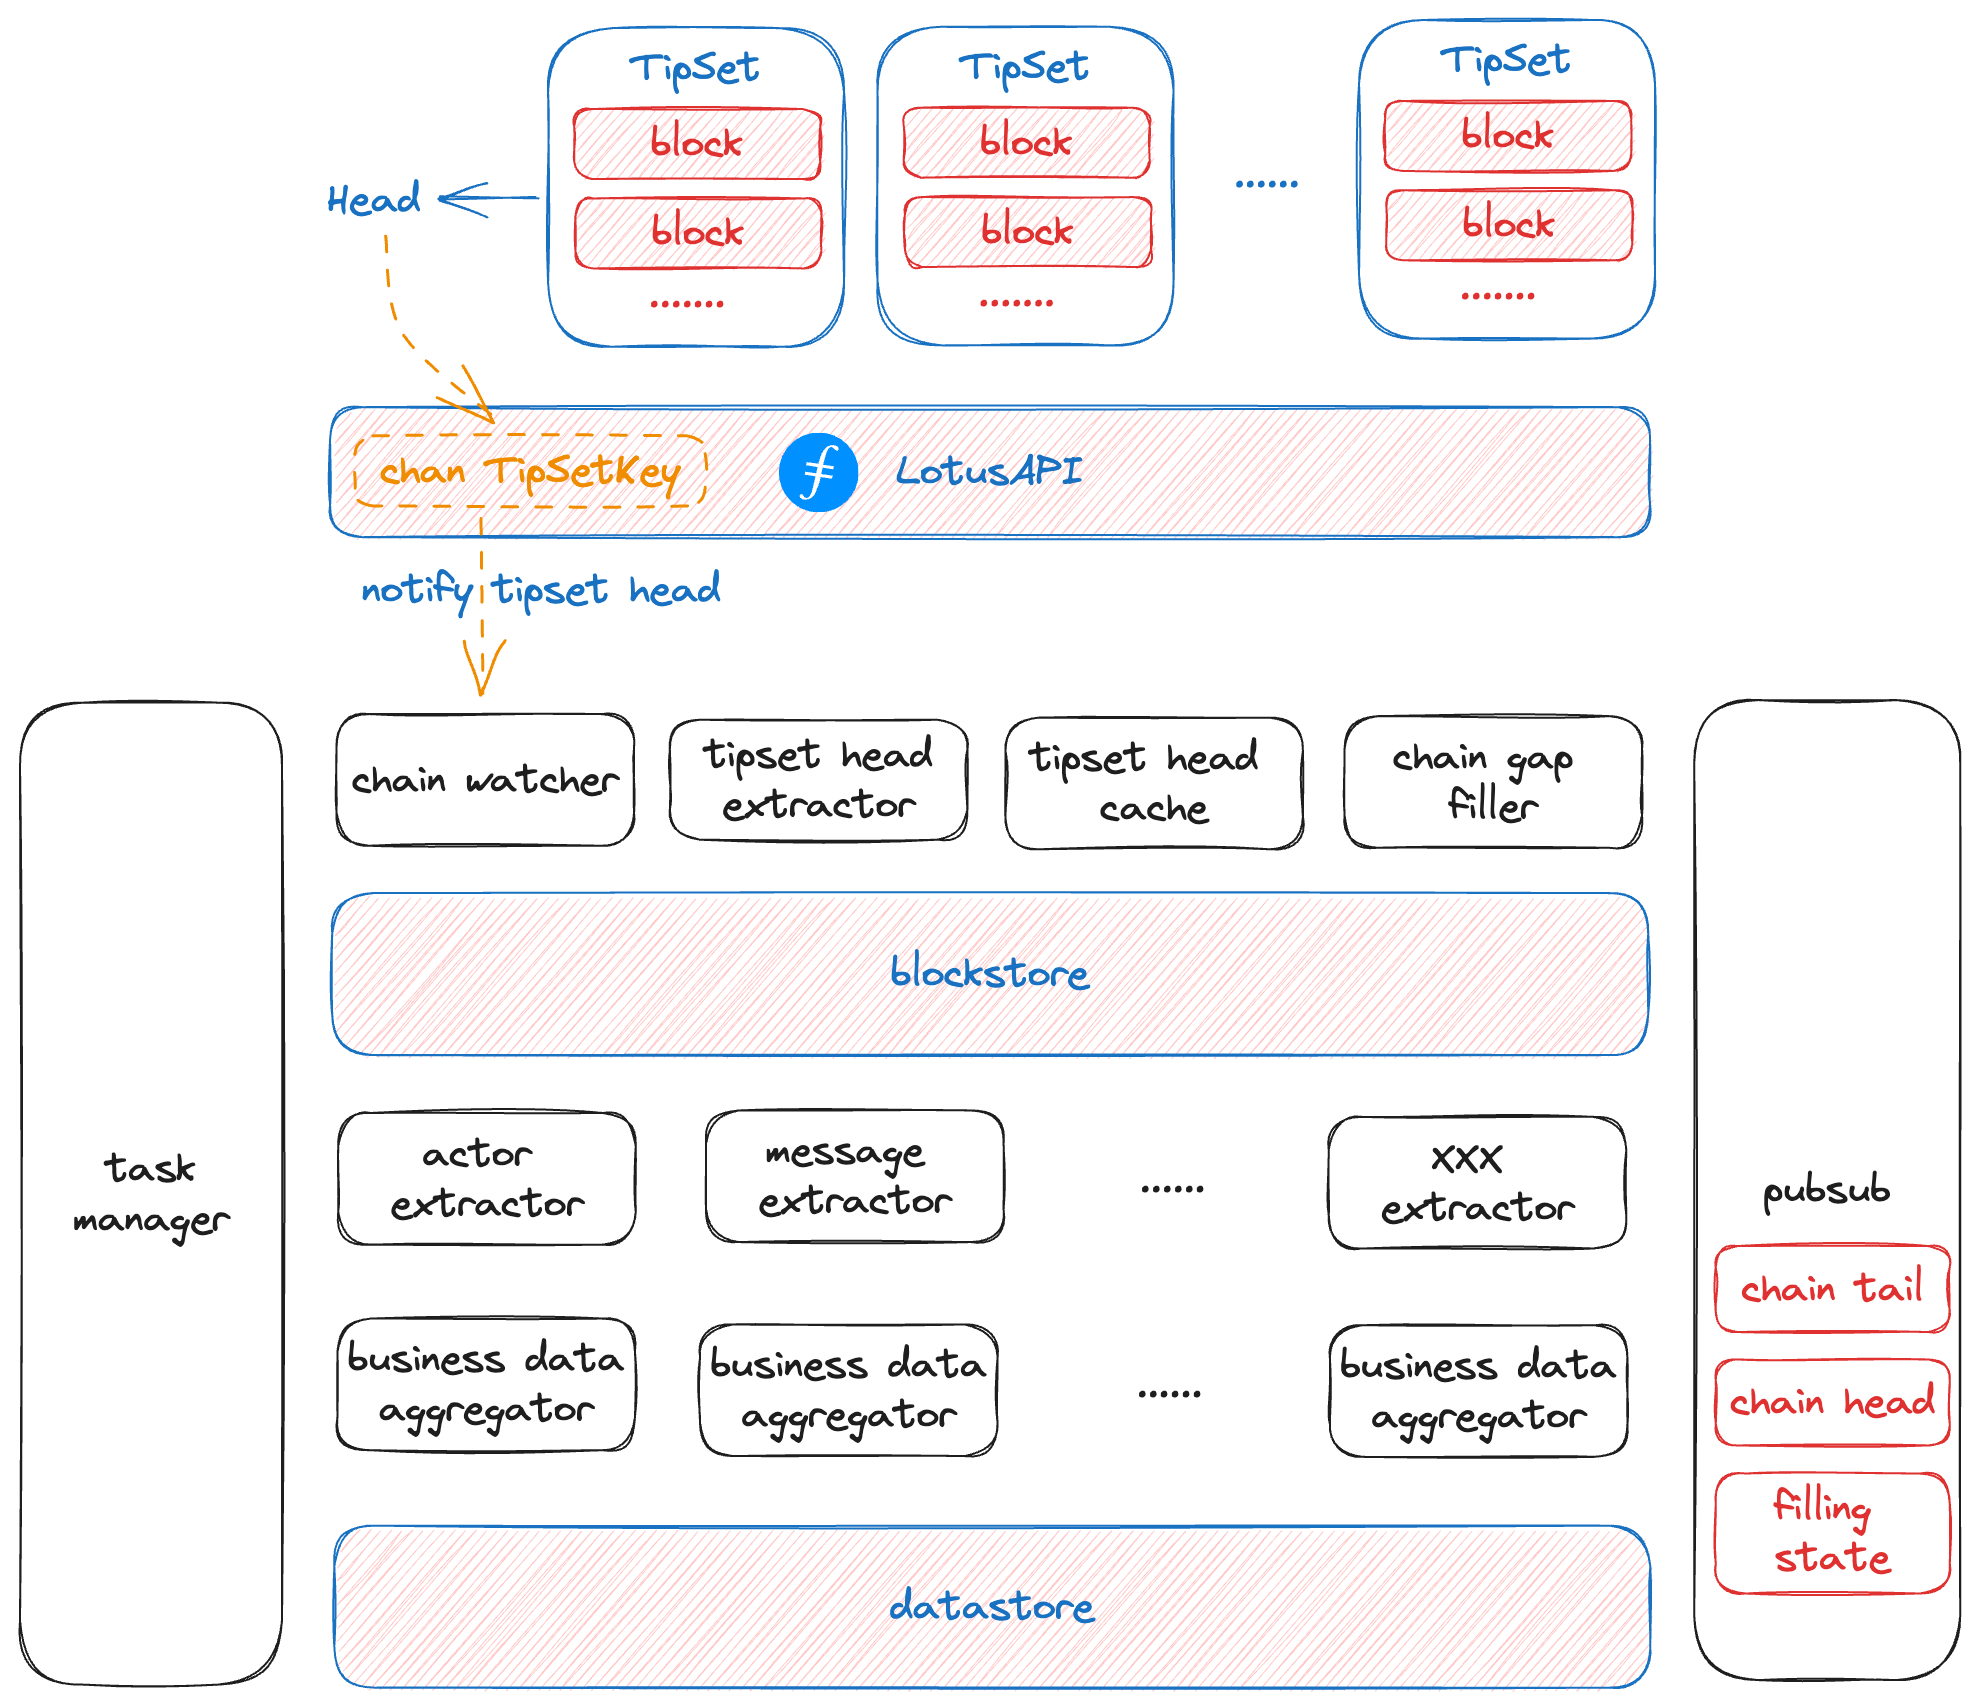 TipSet
TipSet
TipSet
block
block
block
Head
block
block
......
block
.......
.......
.......
chan TipSetKey
LotusAPI
notify tipset head
chain watcher
tipset head
extractor
tipset head
cache
chain gap
filler
blockstore
task
manager
actor
extractor
message
extractor
......
XXX
extractor
pubsub
chain tail
chain head
filling
state
business data
aggregator
business data
aggregator
......
business data
aggregator
datastore